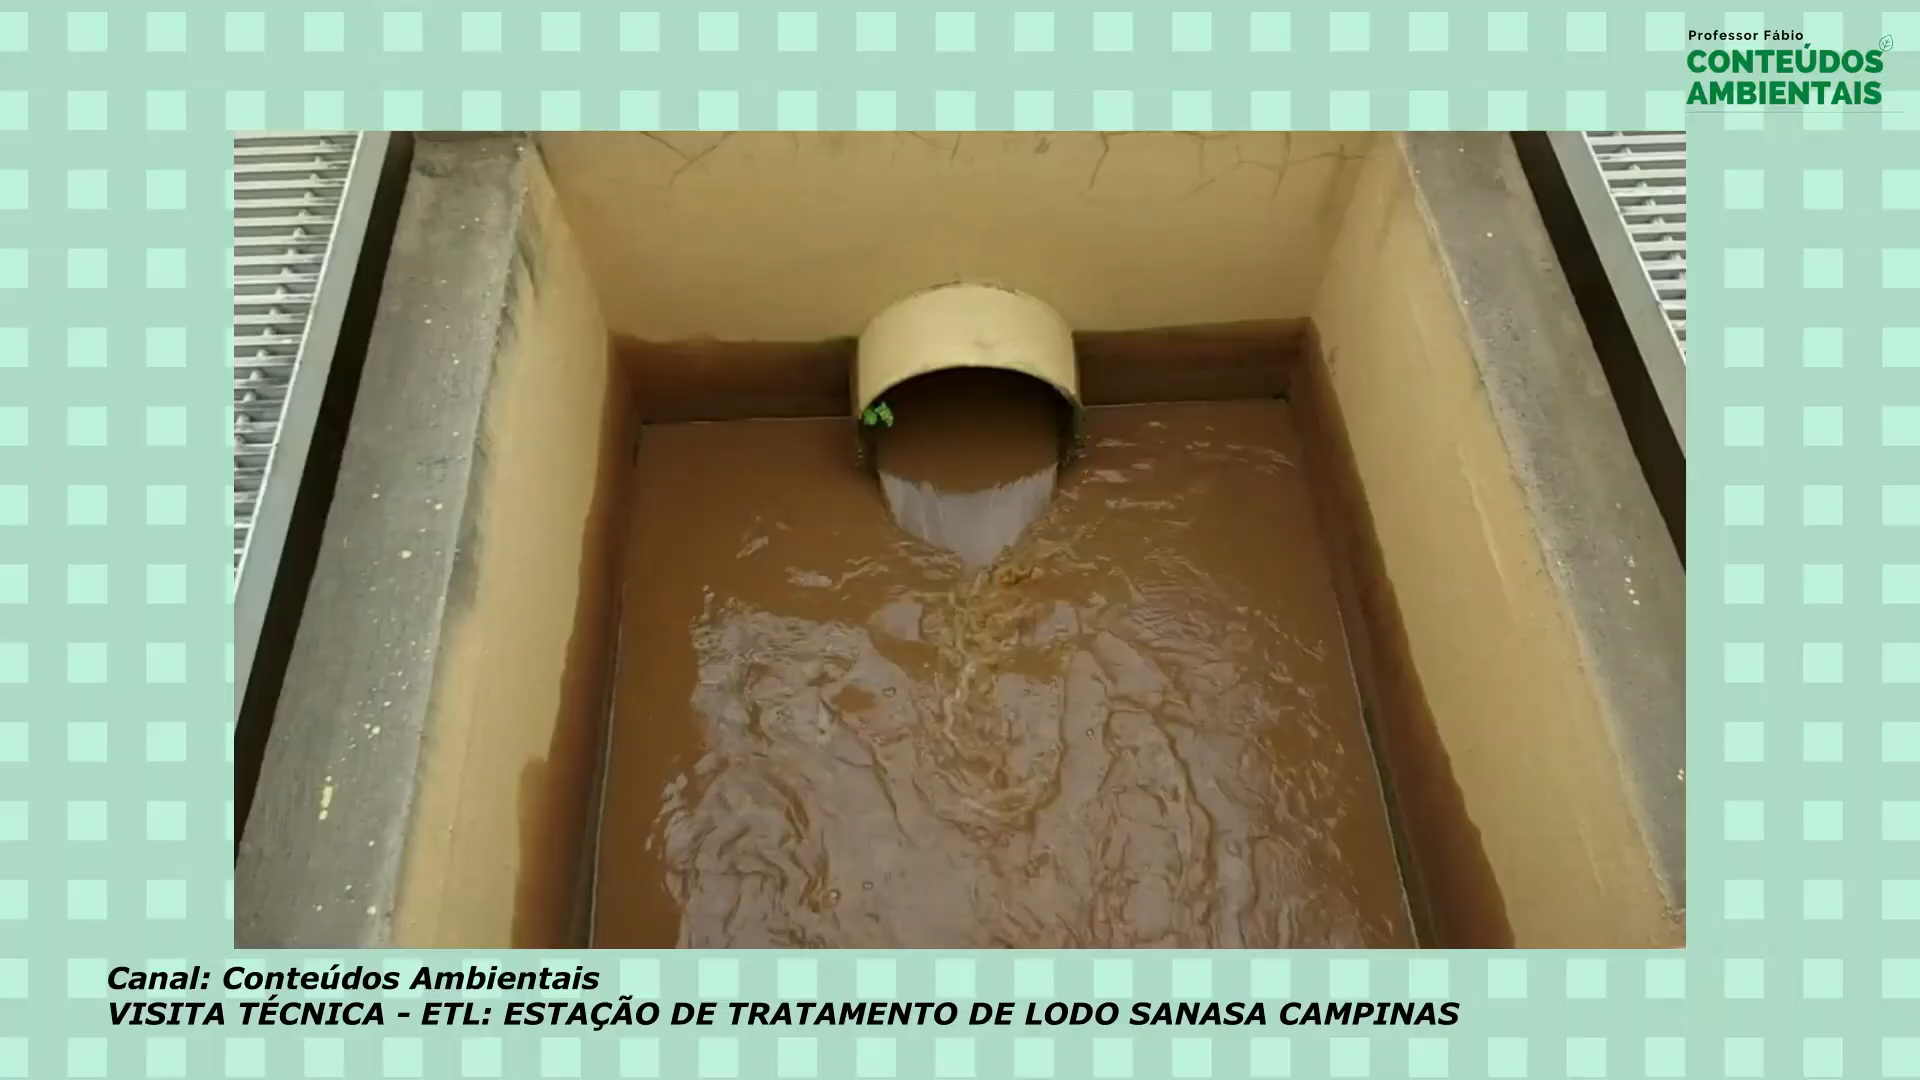 Professor Fábio
CONTEÚDOS
AMBIENTAIS
Canal: Conteúdos Ambientais
VISITA TÉCNICA - ETL: ESTAÇÃO DE TRATAMENTO DE LODO SANASA CAMPINAS